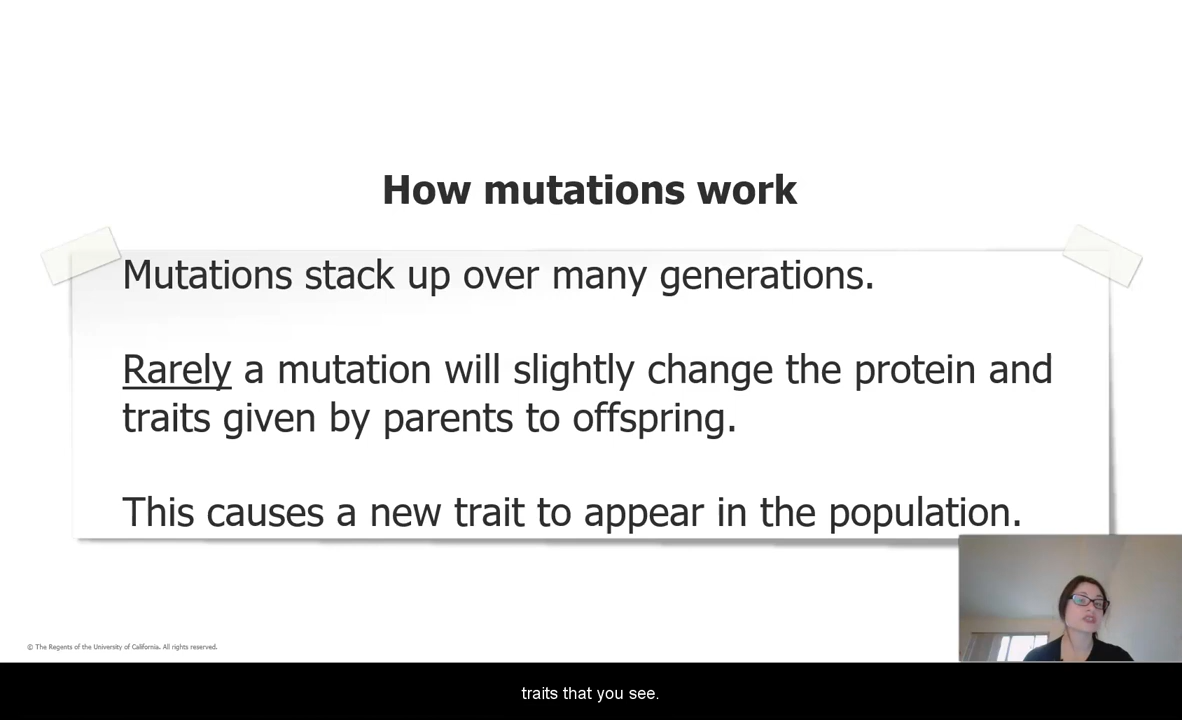 How mutations work
Mutations stack up over many generations.
Rarely a mutation will slightly change the protein and
traits given by parents to offspring.
This causes a new trait to appear in the population.
© The Regents of the University of California. All rights reserved.
traits that you see.